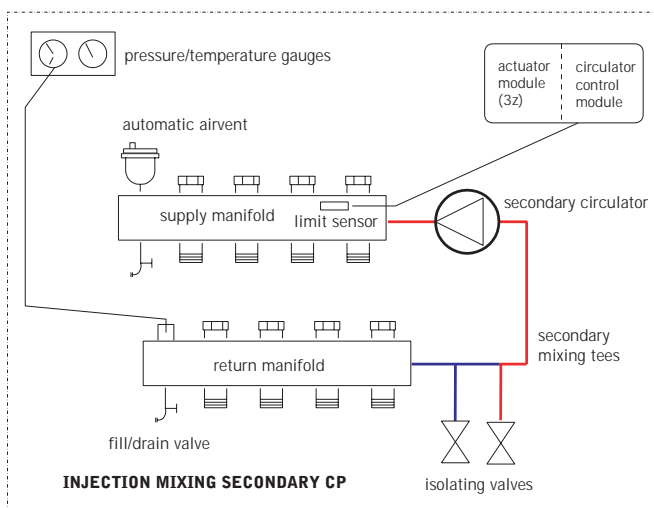 pressure/temperature gauges
actuator
module
(3z)
circulator
control
module
automatic airvent
secondary circulator
supply manifold
limit sensor
secondary
mixing tees
return manifold
fill/drain valve
INJECTION MIXING SECONDARY CP
isolating valves